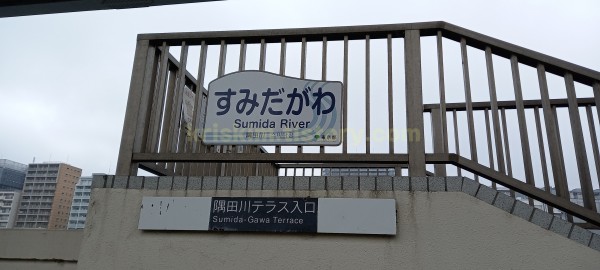 すみだがわ
Sumida River
隅田川テラス入口
Sumida-Gawa Terrace